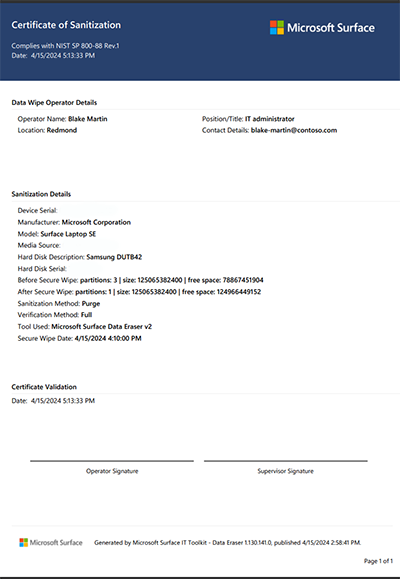 Certificate of Sanitization
Microsoft Surface
Complies with NIST SP 800-88 Rev.1
Date: 4/15/2024 5:13:33 PM
Data Wipe Operator Details
Operator Name: Blake Martin
Position/Title: IT administrator
Location: Redmond
Contact Details: blake-martin@contoso.com
Sanitization Details
Device Serial:
Manufacturer: Microsoft Corporation
Model: Surface Laptop SE
Media Source:
Hard Disk Description: Samsung DUTB42
Hard Disk Serial:
Before Secure Wipe: partitions: 3 | size: 125065382400 | free space: 78867451904
After Secure Wipe: partitions: 1 | size: 125065382400 | free space: 124966449152
Sanitization Method: Purge
Verification Method: Full
Tool Used: Microsoft Surface Data Eraser v2
Secure Wipe Date: 4/15/2024 4:10:00 PM
Certificate Validation
Date: 4/15/2024 5:13:33 PM
Operator Signature
Supervisor Signature
Microsoft Surface
Generated by Microsoft Surface IT Toolkit - Data Eraser 1.130.141.0, published 4/15/2024 2:58:41 PM.
Page 1 of 1